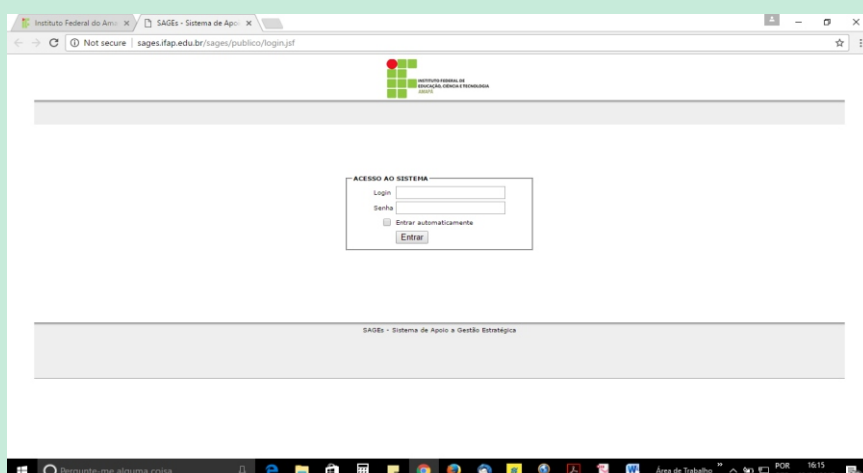 Instituto Federal do Ama
SAGEs - Sistema de Apoi
Not secure | sages.ifap.edu.br/sages/publico/login.jsf
INSTITUTO FEDERAL DE
EDUCAÇÃO, CIÊNCIA E TECNOLOGIA
AMAPÁ
ACESSO AO SISTEMA
Login
Senha
Entrar automaticamente
Entrar
SAGEs - Sistema de Apoio a Gestão Estratégica
Pergunte-me alguma coisa
Área de Trabalho
POR
16:15